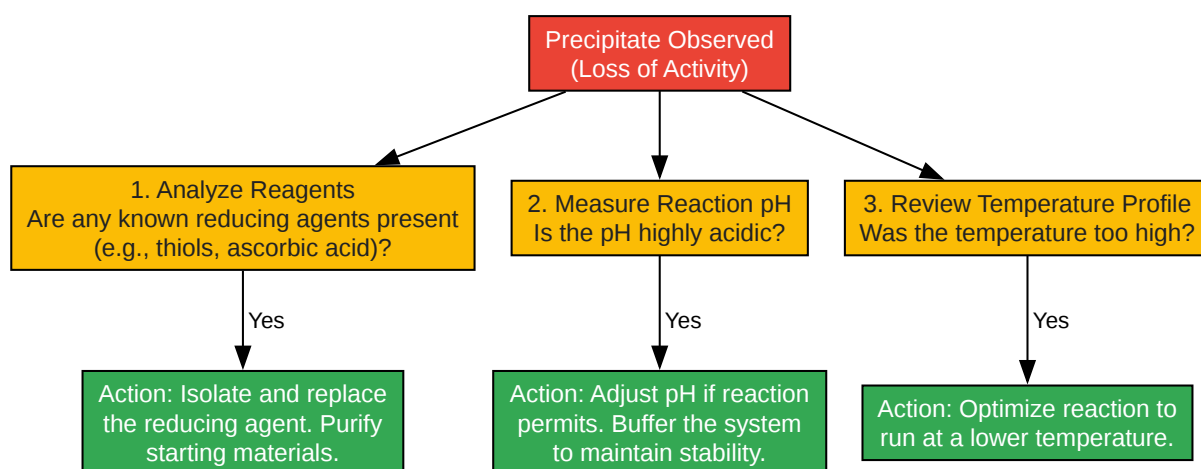 Precipitate Observed
(Loss of Activity)
1. Analyze Reagents
Are any known reducing agents present
(e.g., thiols, ascorbic acid)?
2. Measure Reaction pH
Is the pH highly acidic?
3. Review Temperature Profile
Was the temperature too high?
Yes
Yes
Yes
Action: Isolate and replace
the reducing agent. Purify
starting materials.
Action: Adjust pH if reaction
permits. Buffer the system
to maintain stability.
Action: Optimize reaction to
run at a lower temperature.